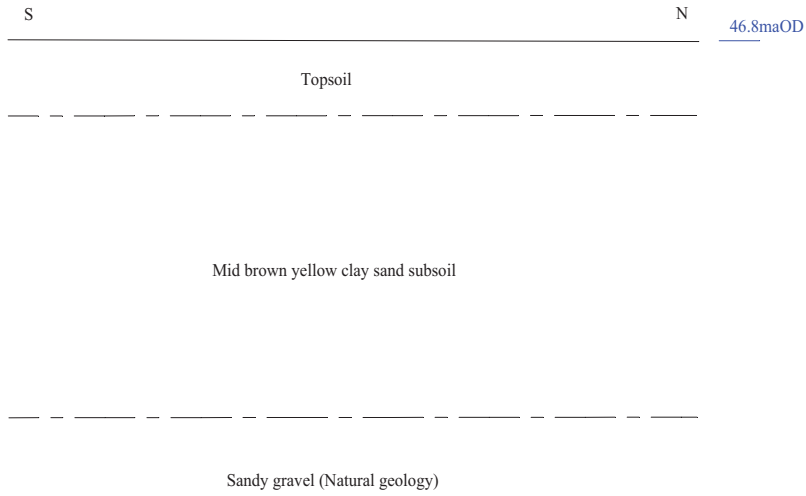 S
N
46.8maOD
Topsoil
Mid brown yellow clay sand subsoil
Sandy gravel (Natural geology)